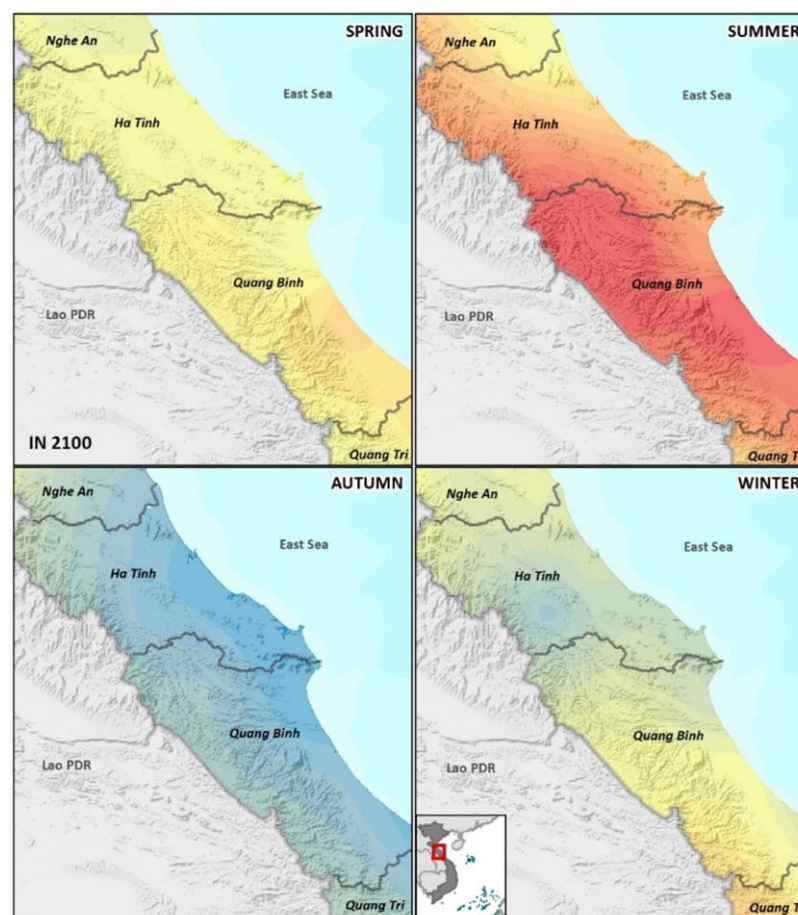 SPRING
Nghe An
East Sea
Ha Tinh
Quang Binh
Lao PDR
IN 2100
Quang Tri
SUMMER
Nghe An
East Sea
Ha Tinh
Quang Binh
Lao PDR
Quang T
AUTUMN
Nghe An
East Sea
Ha Tinh
Quang Binh
Lao PDR
Quang Tri
WINTER
Nghe An
East Sea
Ha Tinh
Quang Binh
Lao PDR
Quang T